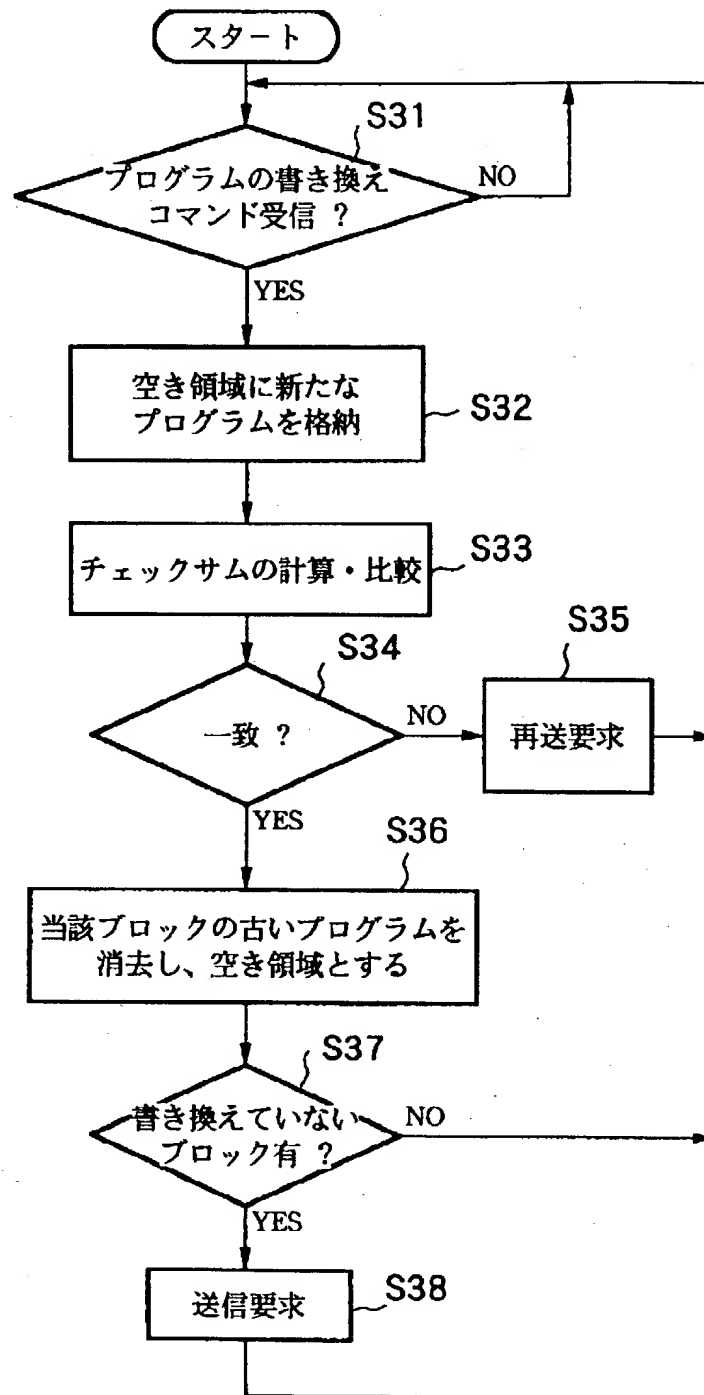 スタート
S31
プログラムの書き換え
コマンド受信 ?
NO
YES
空き領域に新たな
プログラムを格納
S32
S33
チェックサムの計算・比較
S34
S35
一致 ?
NO
再送要求
YES
S36
当該ブロックの古いプログラムを
消去し、空き領域とする
S37
書き換えていない
ブロック有 ?
NO
YES
送信要求
S38